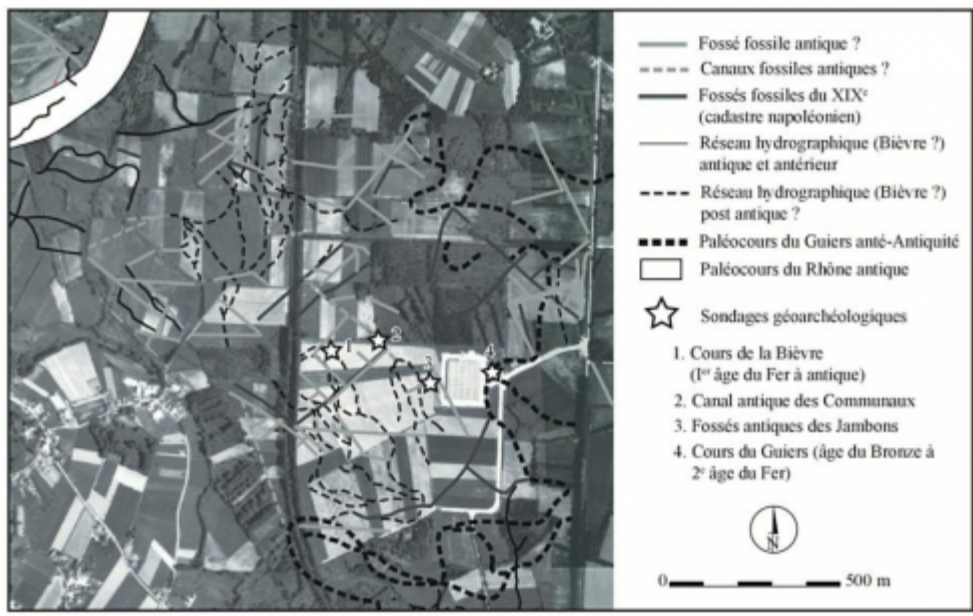 Fossé fossile antique ?
Canaux fossiles antiques ?
Fossés fossiles du XIXᵉ
(cadastre napoléonien)
Réseau hydrographique (Bièvre ?)
antique et antérieur
Réseau hydrographique (Bièvre ?)
post antique ?
Paléocours du Guiers anté-Antiquité
Paléocours du Rhône antique
Sondages géoarchéologiques
1. Cours de la Bièvre
(Iᵉʳ âge du Fer à antique)
2. Canal antique des Communaux
3. Fossés antiques des Jambons
4. Cours du Guiers (âge du Bronze à
2ᵉ âge du Fer)
N
0 500 m
1
2
3
4